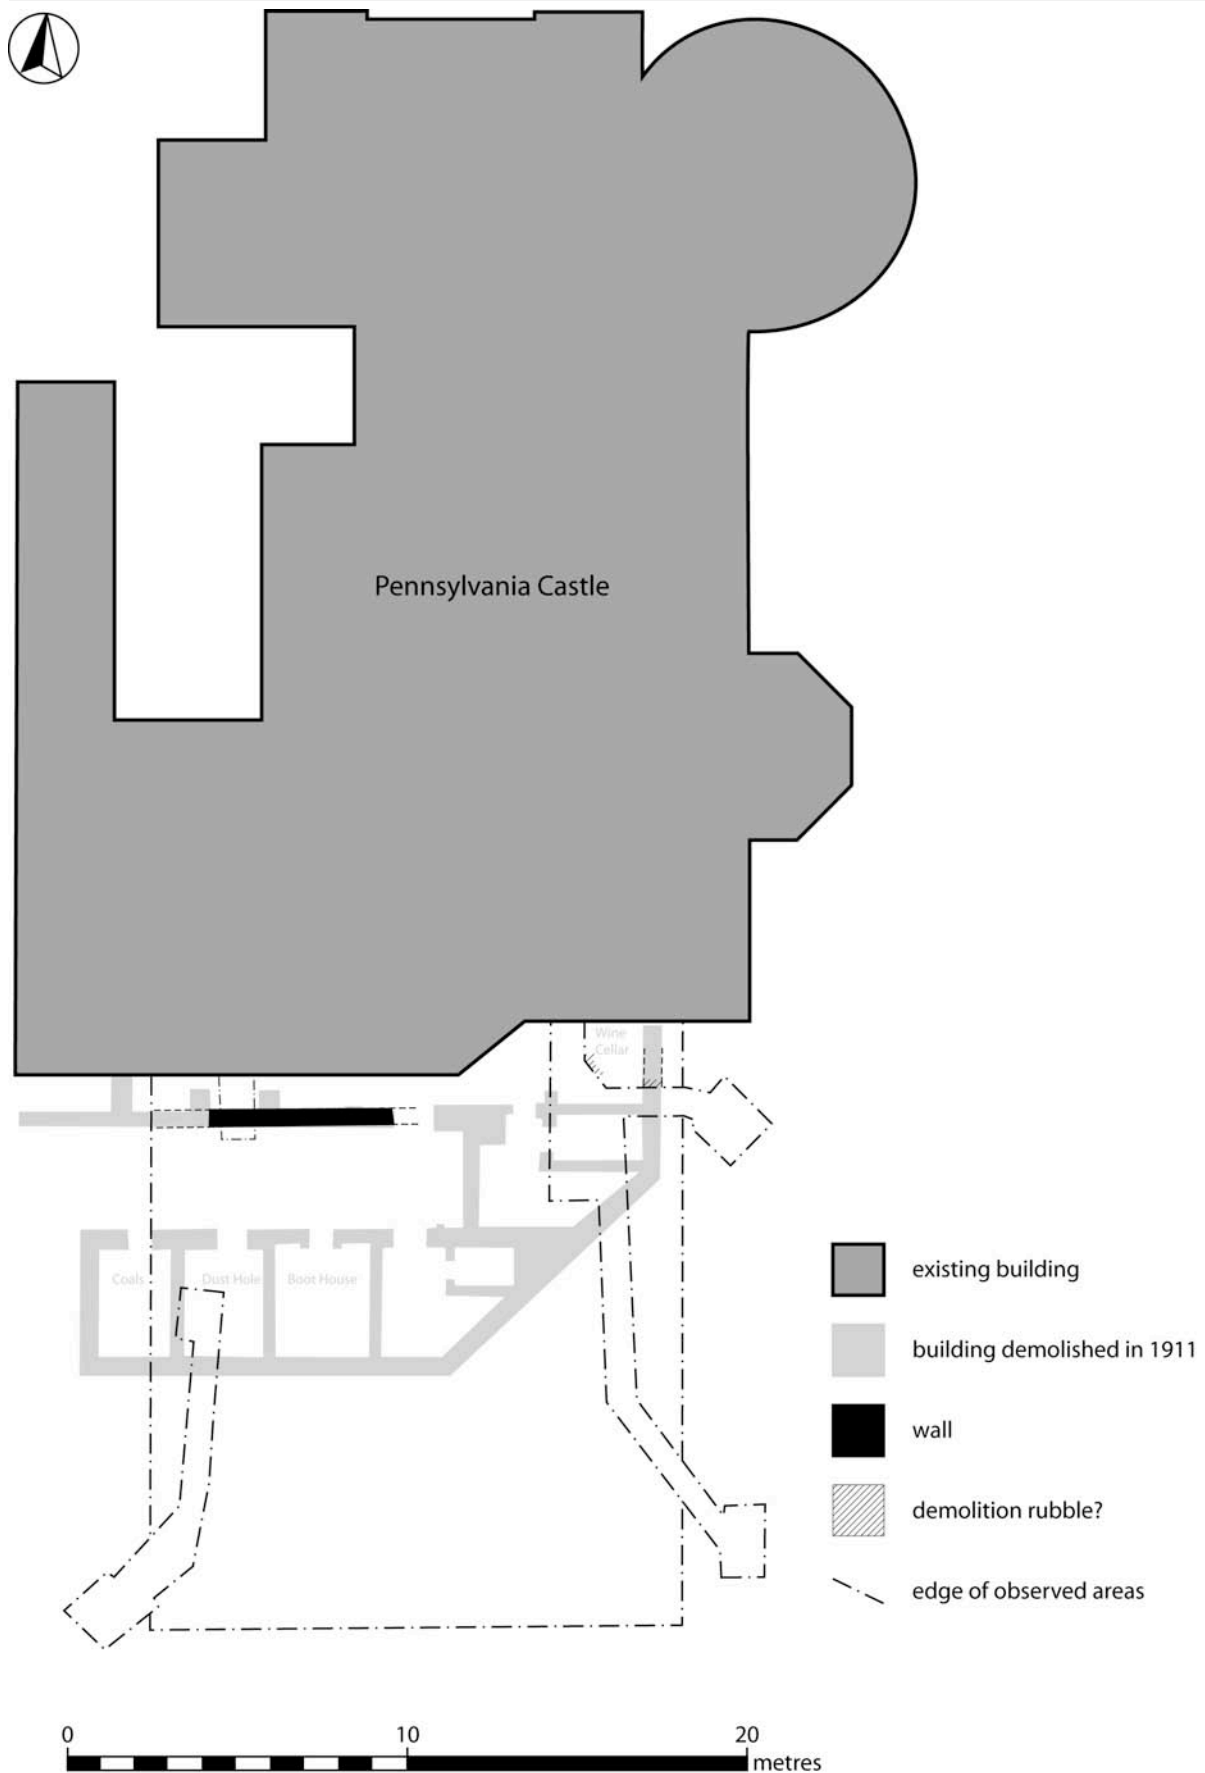 Pennsylvania Castle
Wine
Cellar
Coals
Dust Hole
Boot House
existing building
building demolished in 1911
wall
demolition rubble?
edge of observed areas
0
10
20
metres